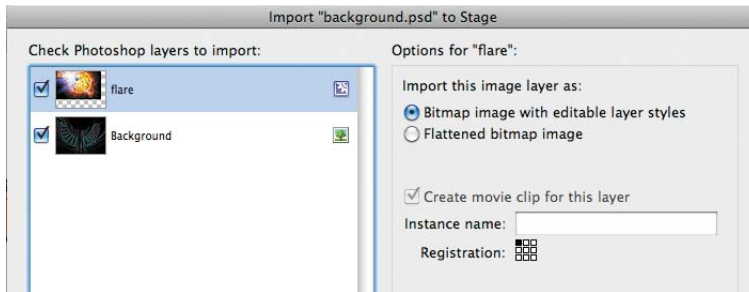 Import "background.psd" to Stage
Check Photoshop layers to import:
flare
Background
Options for "flare":
Import this image layer as:
Bitmap image with editable layer styles
Flattened bitmap image
Create movie clip for this layer
Instance name:
Registration: